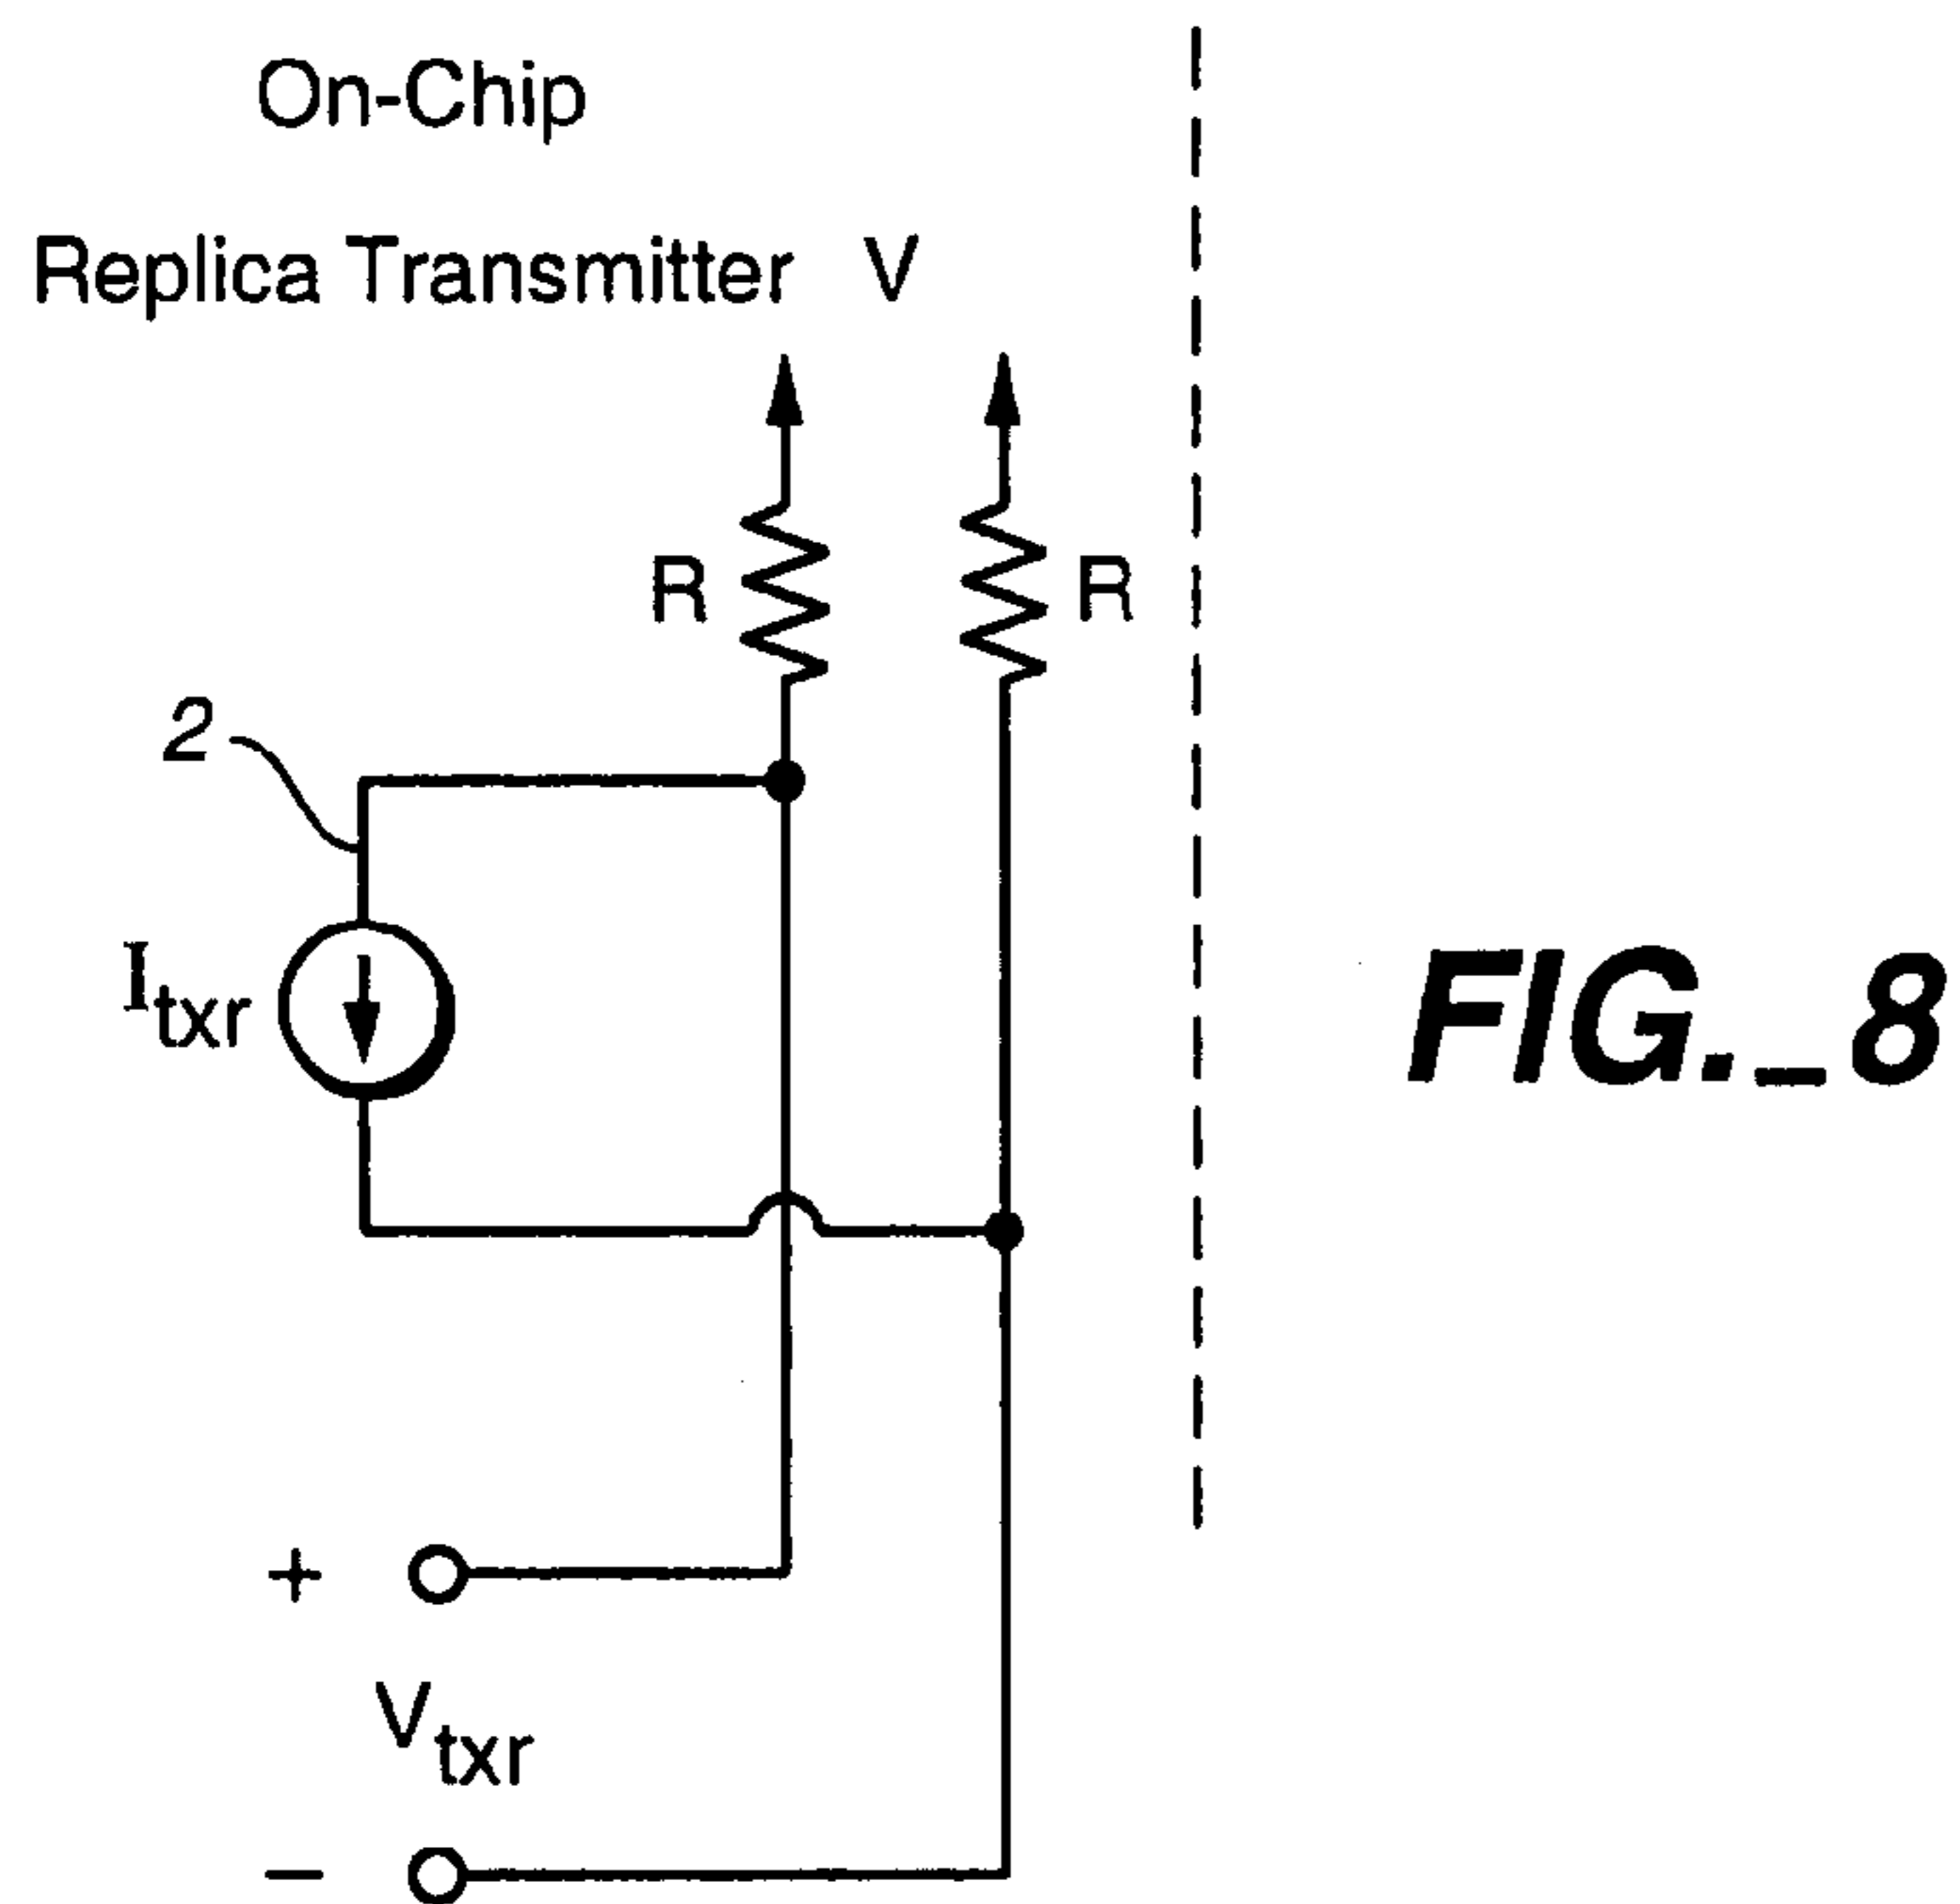 On-Chip
Replica Transmitter V
R R
2
Itxr
FIG._8
+
Vtxr
−